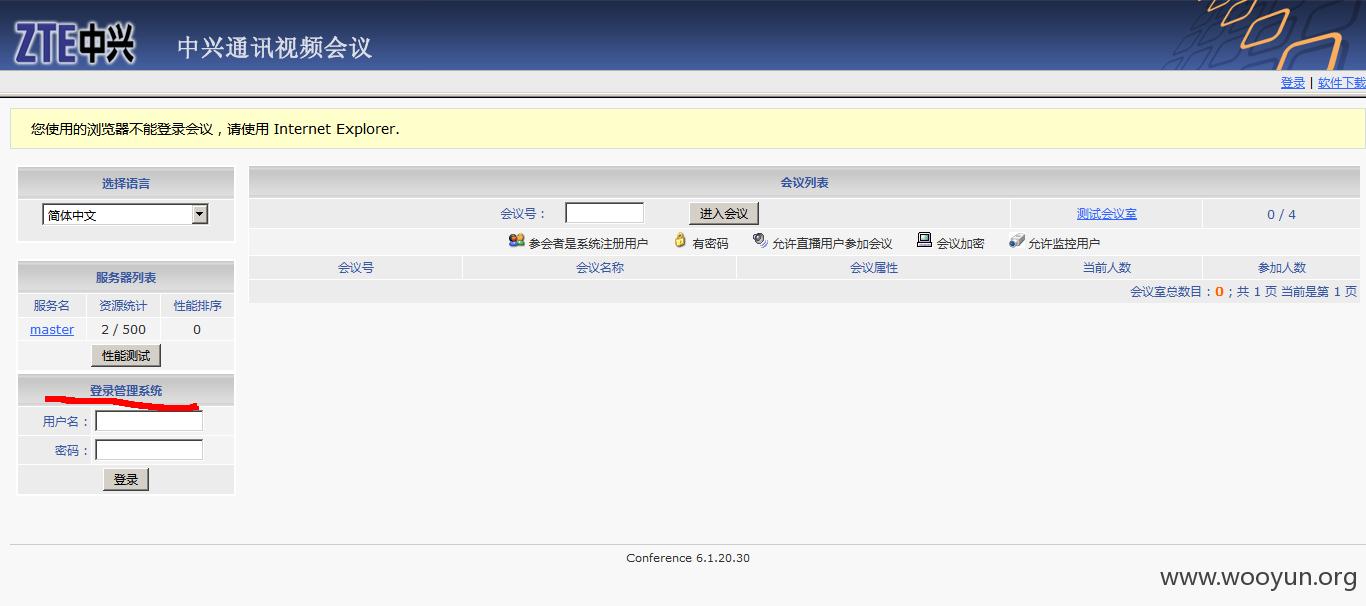 ZTE中兴 中兴通讯视频会议
登录 | 软件下载
您使用的浏览器不能登录会议，请使用 Internet Explorer.
选择语言
简体中文
服务器列表
服务名 资源统计 性能排序
master 2 / 500 0
性能测试
登录管理系统
用户名：
密码：
登录
会议列表
会议号： 进入会议 测试会议室 0 / 4
参会者是系统注册用户 有密码 允许直播用户参加会议 会议加密 允许监控用户
会议号 会议名称 会议属性 当前人数 参加人数
会议室总数目：0；共 1 页 当前是第 1 页
Conference 6.1.20.30
www.wooyun.org